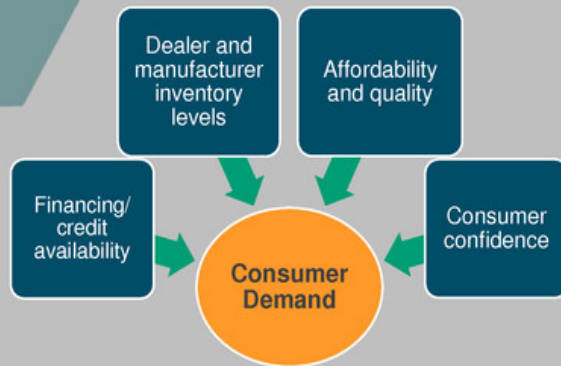 Dealer and
manufacturer
inventory
levels
Affordability
and quality
Financing/
credit
availability
Consumer
confidence
Consumer
Demand